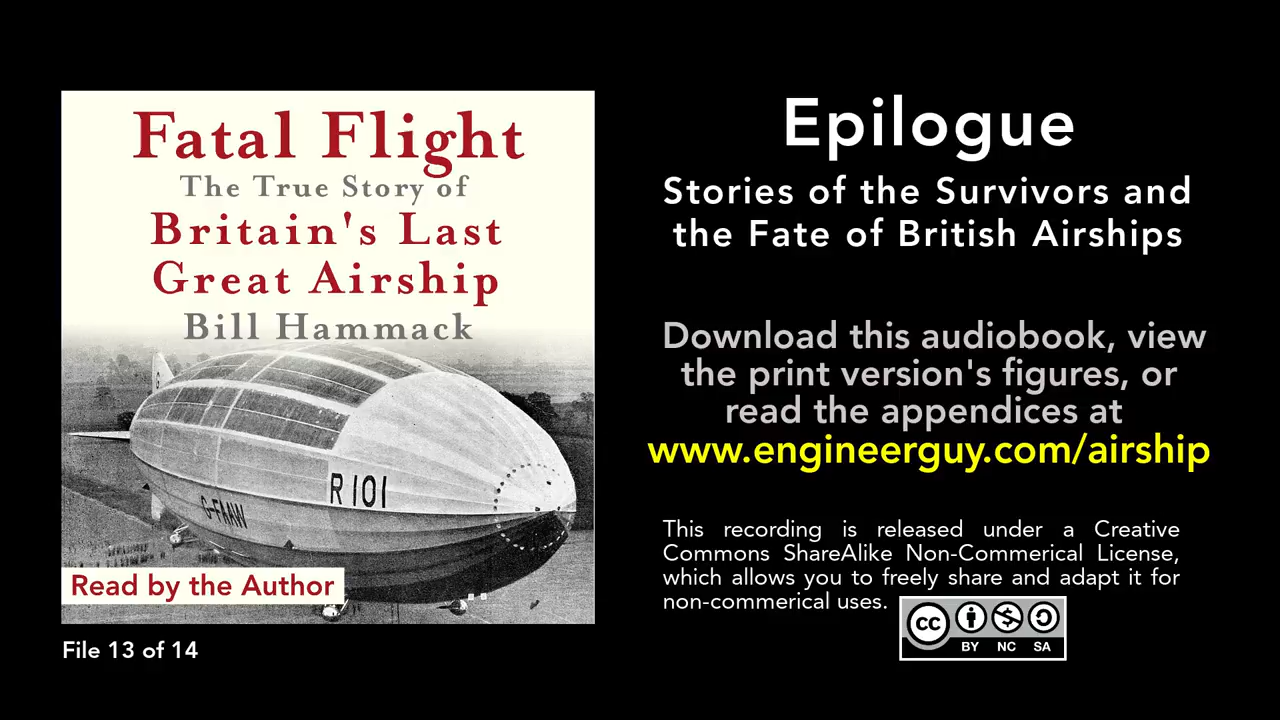 Fatal Flight
The True Story of
Britain's Last
Great Airship
Bill Hammack
R101
G-FAAW
Read by the Author
File 13 of 14
Epilogue
Stories of the Survivors and
the Fate of British Airships
Download this audiobook, view
the print version's figures, or
read the appendices at
www.engineerguy.com/airship
This recording is released under a Creative
Commons ShareAlike Non-Commerical License,
which allows you to freely share and adapt it for
non-commerical uses.
cc
BY NC SA